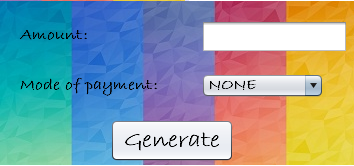 Amount:
Mode of payment: NONE
Generate